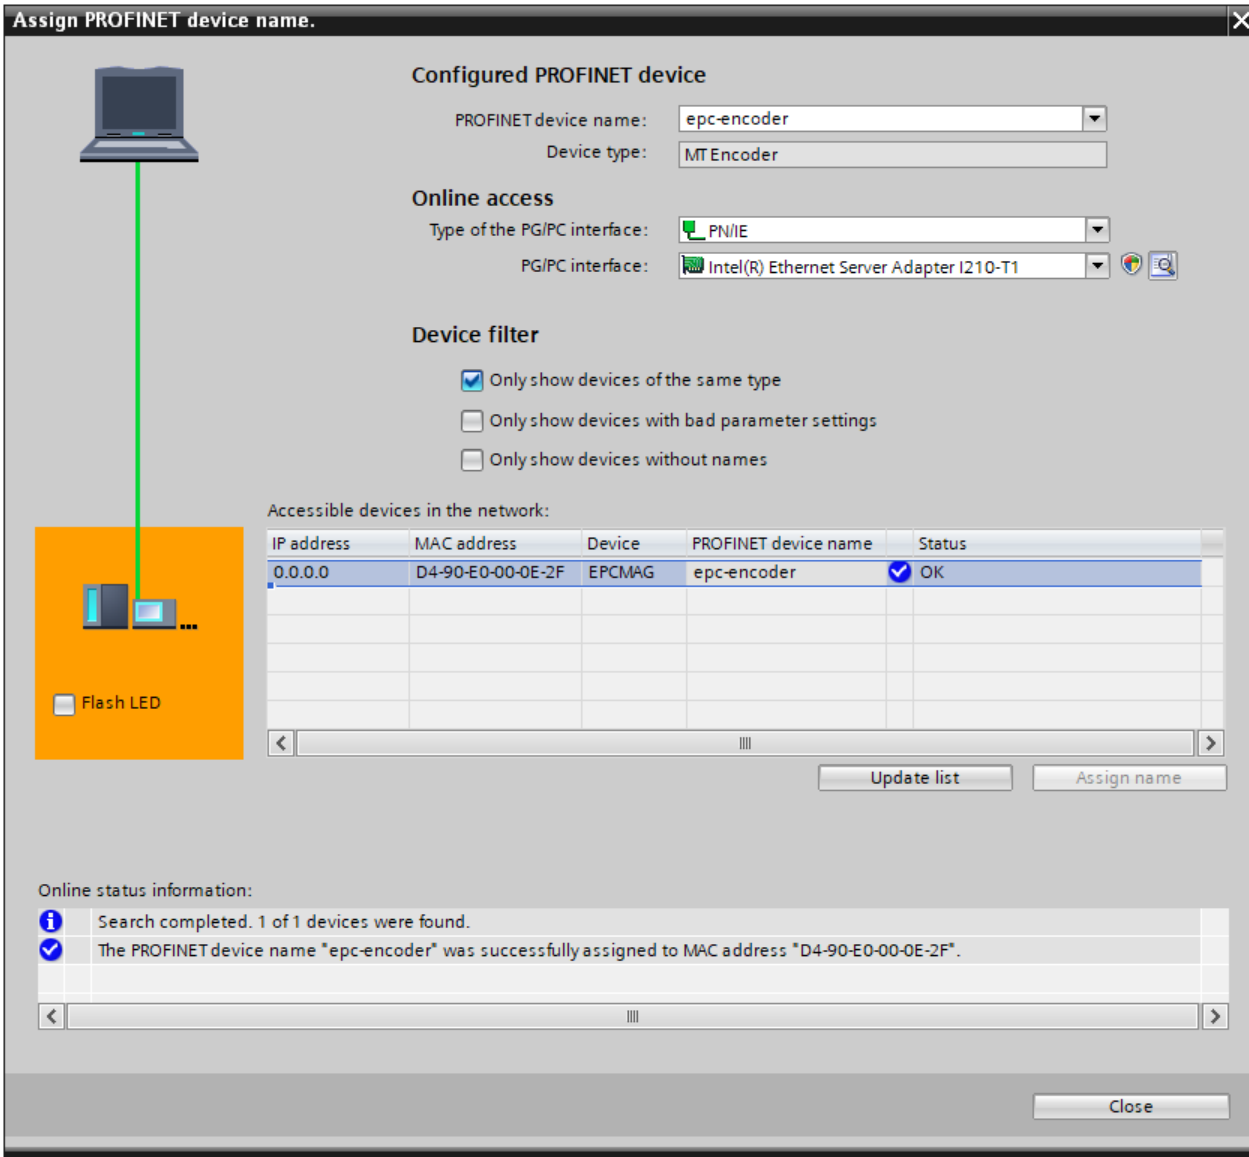 Assign PROFINET device name.
Configured PROFINET device
PROFINET device name: epc-encoder
Device type: MT Encoder
Online access
Type of the PG/PC interface: PN/IE
PG/PC interface: Intel(R) Ethernet Server Adapter I210-T1
Device filter
Only show devices of the same type
Only show devices with bad parameter settings
Only show devices without names
Accessible devices in the network:
IP address MAC address Device PROFINET device name Status
0.0.0.0 D4-90-E0-00-0E-2F EPCMAG epc-encoder OK
Flash LED
Update list Assign name
Online status information:
Search completed. 1 of 1 devices were found.
The PROFINET device name "epc-encoder" was successfully assigned to MAC address "D4-90-E0-00-0E-2F".
Close